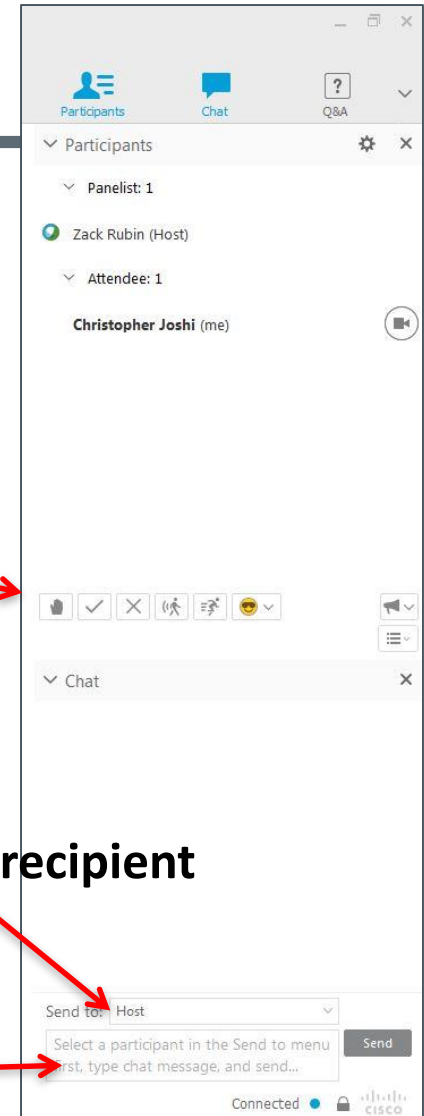 Participants Chat Q&A
Participants
Panelist: 1
Zack Rubin (Host)
Attendee: 1
Christopher Joshi (me)
Chat
recipient
Send to: Host
Select a participant in the Send to menu
first, type chat message, and send...
Send
Connected
cisco